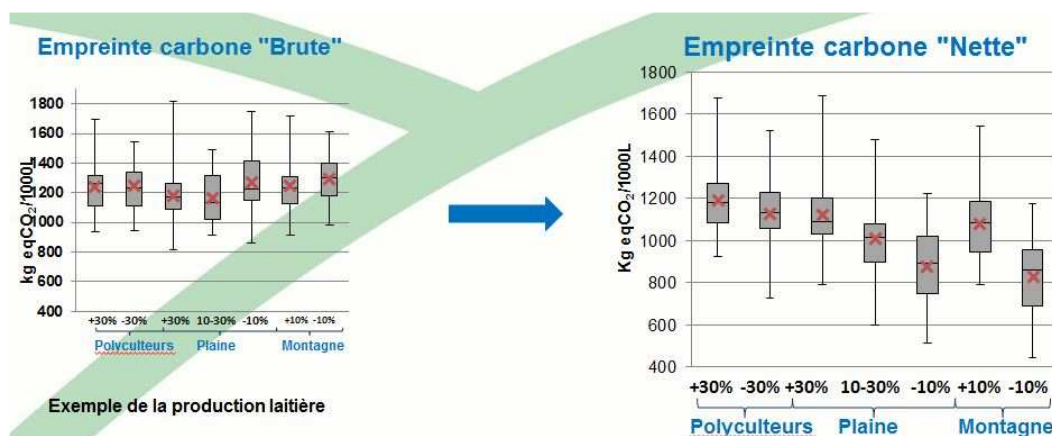 Empreinte carbone "Brute"
kg eqCO₂/1000L
1800
1600
1400
1200
1000
800
600
400
+30% -30% +30% 10-30% -10% +10% -10%
Polyculteurs Plaine Montagne
Exemple de la production laitière
Empreinte carbone "Nette"
Kg eqCO₂/1000L
1800
1600
1400
1200
1000
800
600
400
+30% -30% +30% 10-30% -10% +10% -10%
Polyculteurs Plaine Montagne